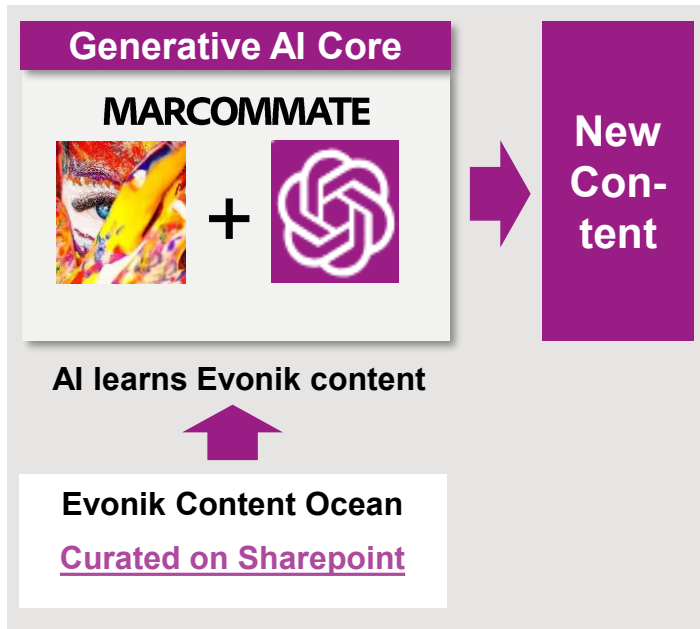 Generative AI Core
MARCOMMATE
+
New
Con-
tent
AI learns Evonik content
Evonik Content Ocean
Curated on Sharepoint